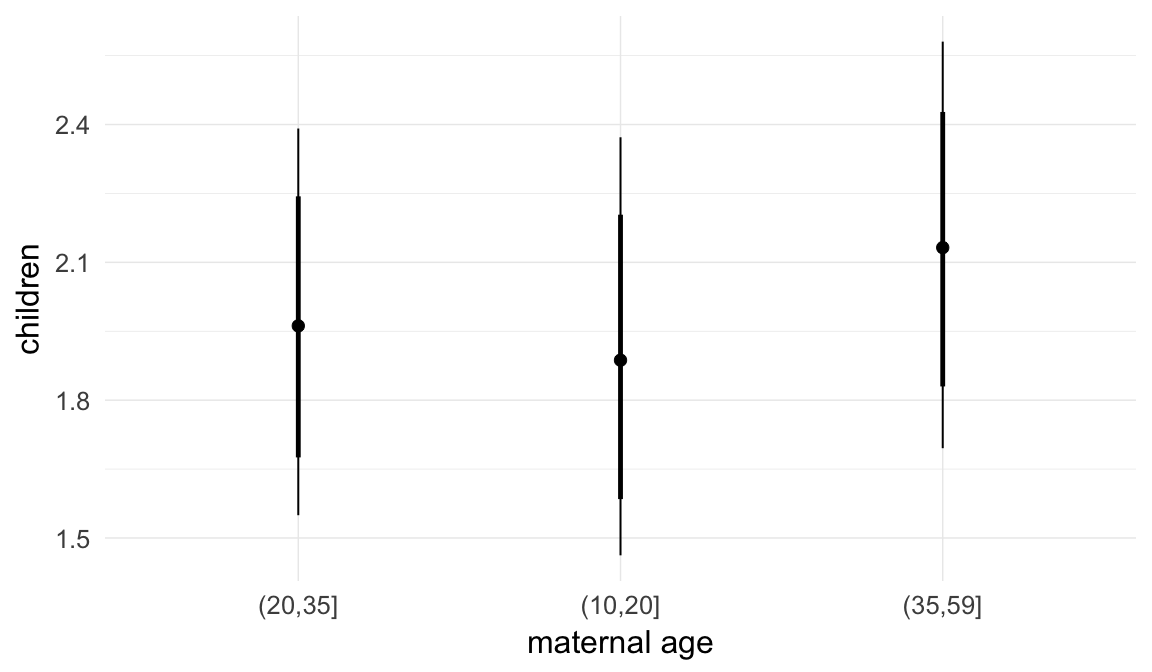 children
2.4
2.1
1.8
1.5
(20,35] (10,20] (35,59]
maternal age